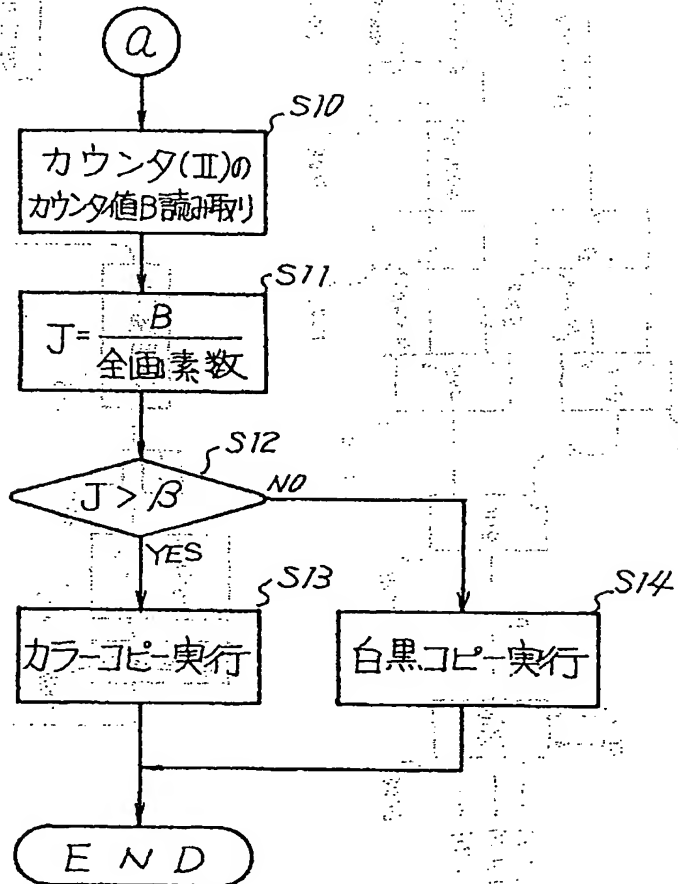 a
S10
カウンタ(II)の
カウンタ値B読み取り
S11
J=B/全画素数
S12
J>β
NO
YES
S13
カラーコピー実行
S14
白黒コピー実行
END